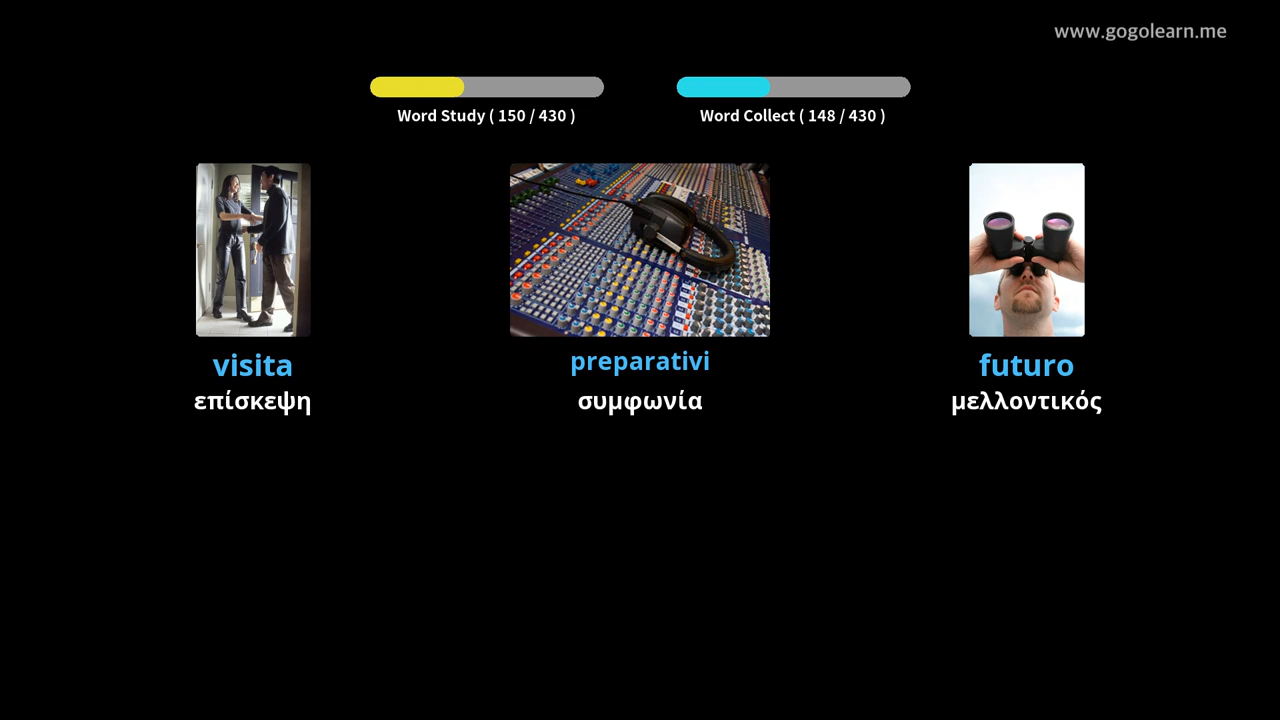 www.gogolearn.me
Word Study ( 150 / 430 )
Word Collect ( 148 / 430 )
visita
επίσκεψη
preparativi
συμφωνία
futuro
μελλοντικός